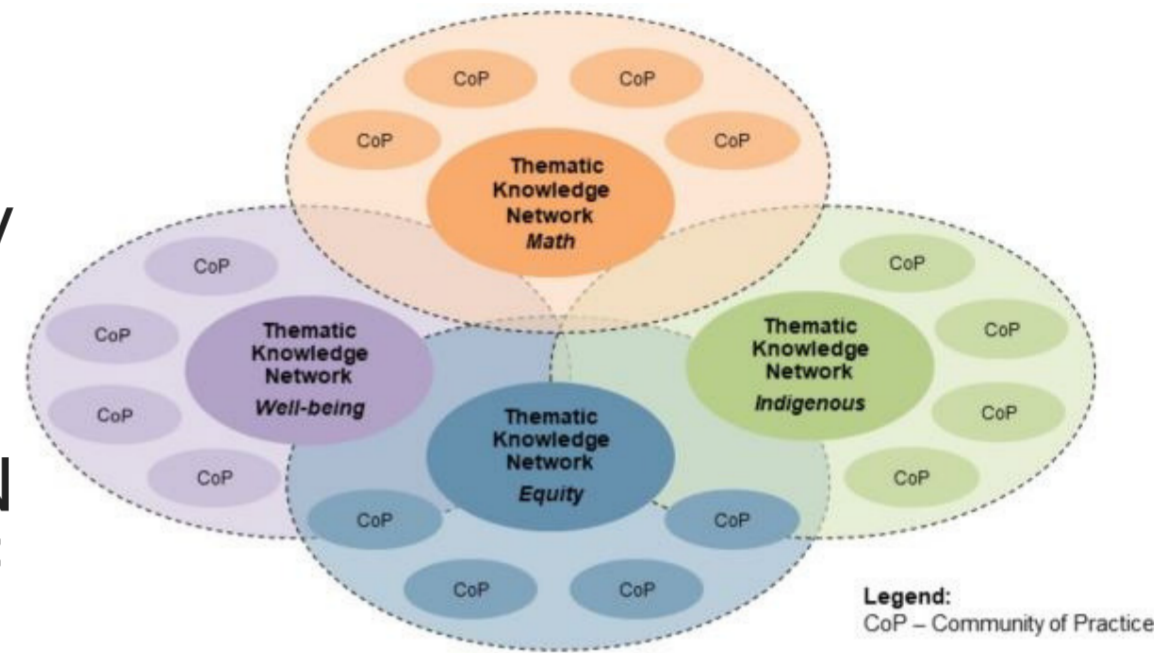 CoP
CoP
CoP
CoP
Thematic
Knowledge
Network
Math
CoP
CoP
CoP
CoP
Thematic
Knowledge
Network
Well-being
Thematic
Knowledge
Network
Indigenous
CoP
CoP
CoP
CoP
Thematic
Knowledge
Network
Equity
CoP
CoP
CoP
CoP
Legend:
CoP – Community of Practice